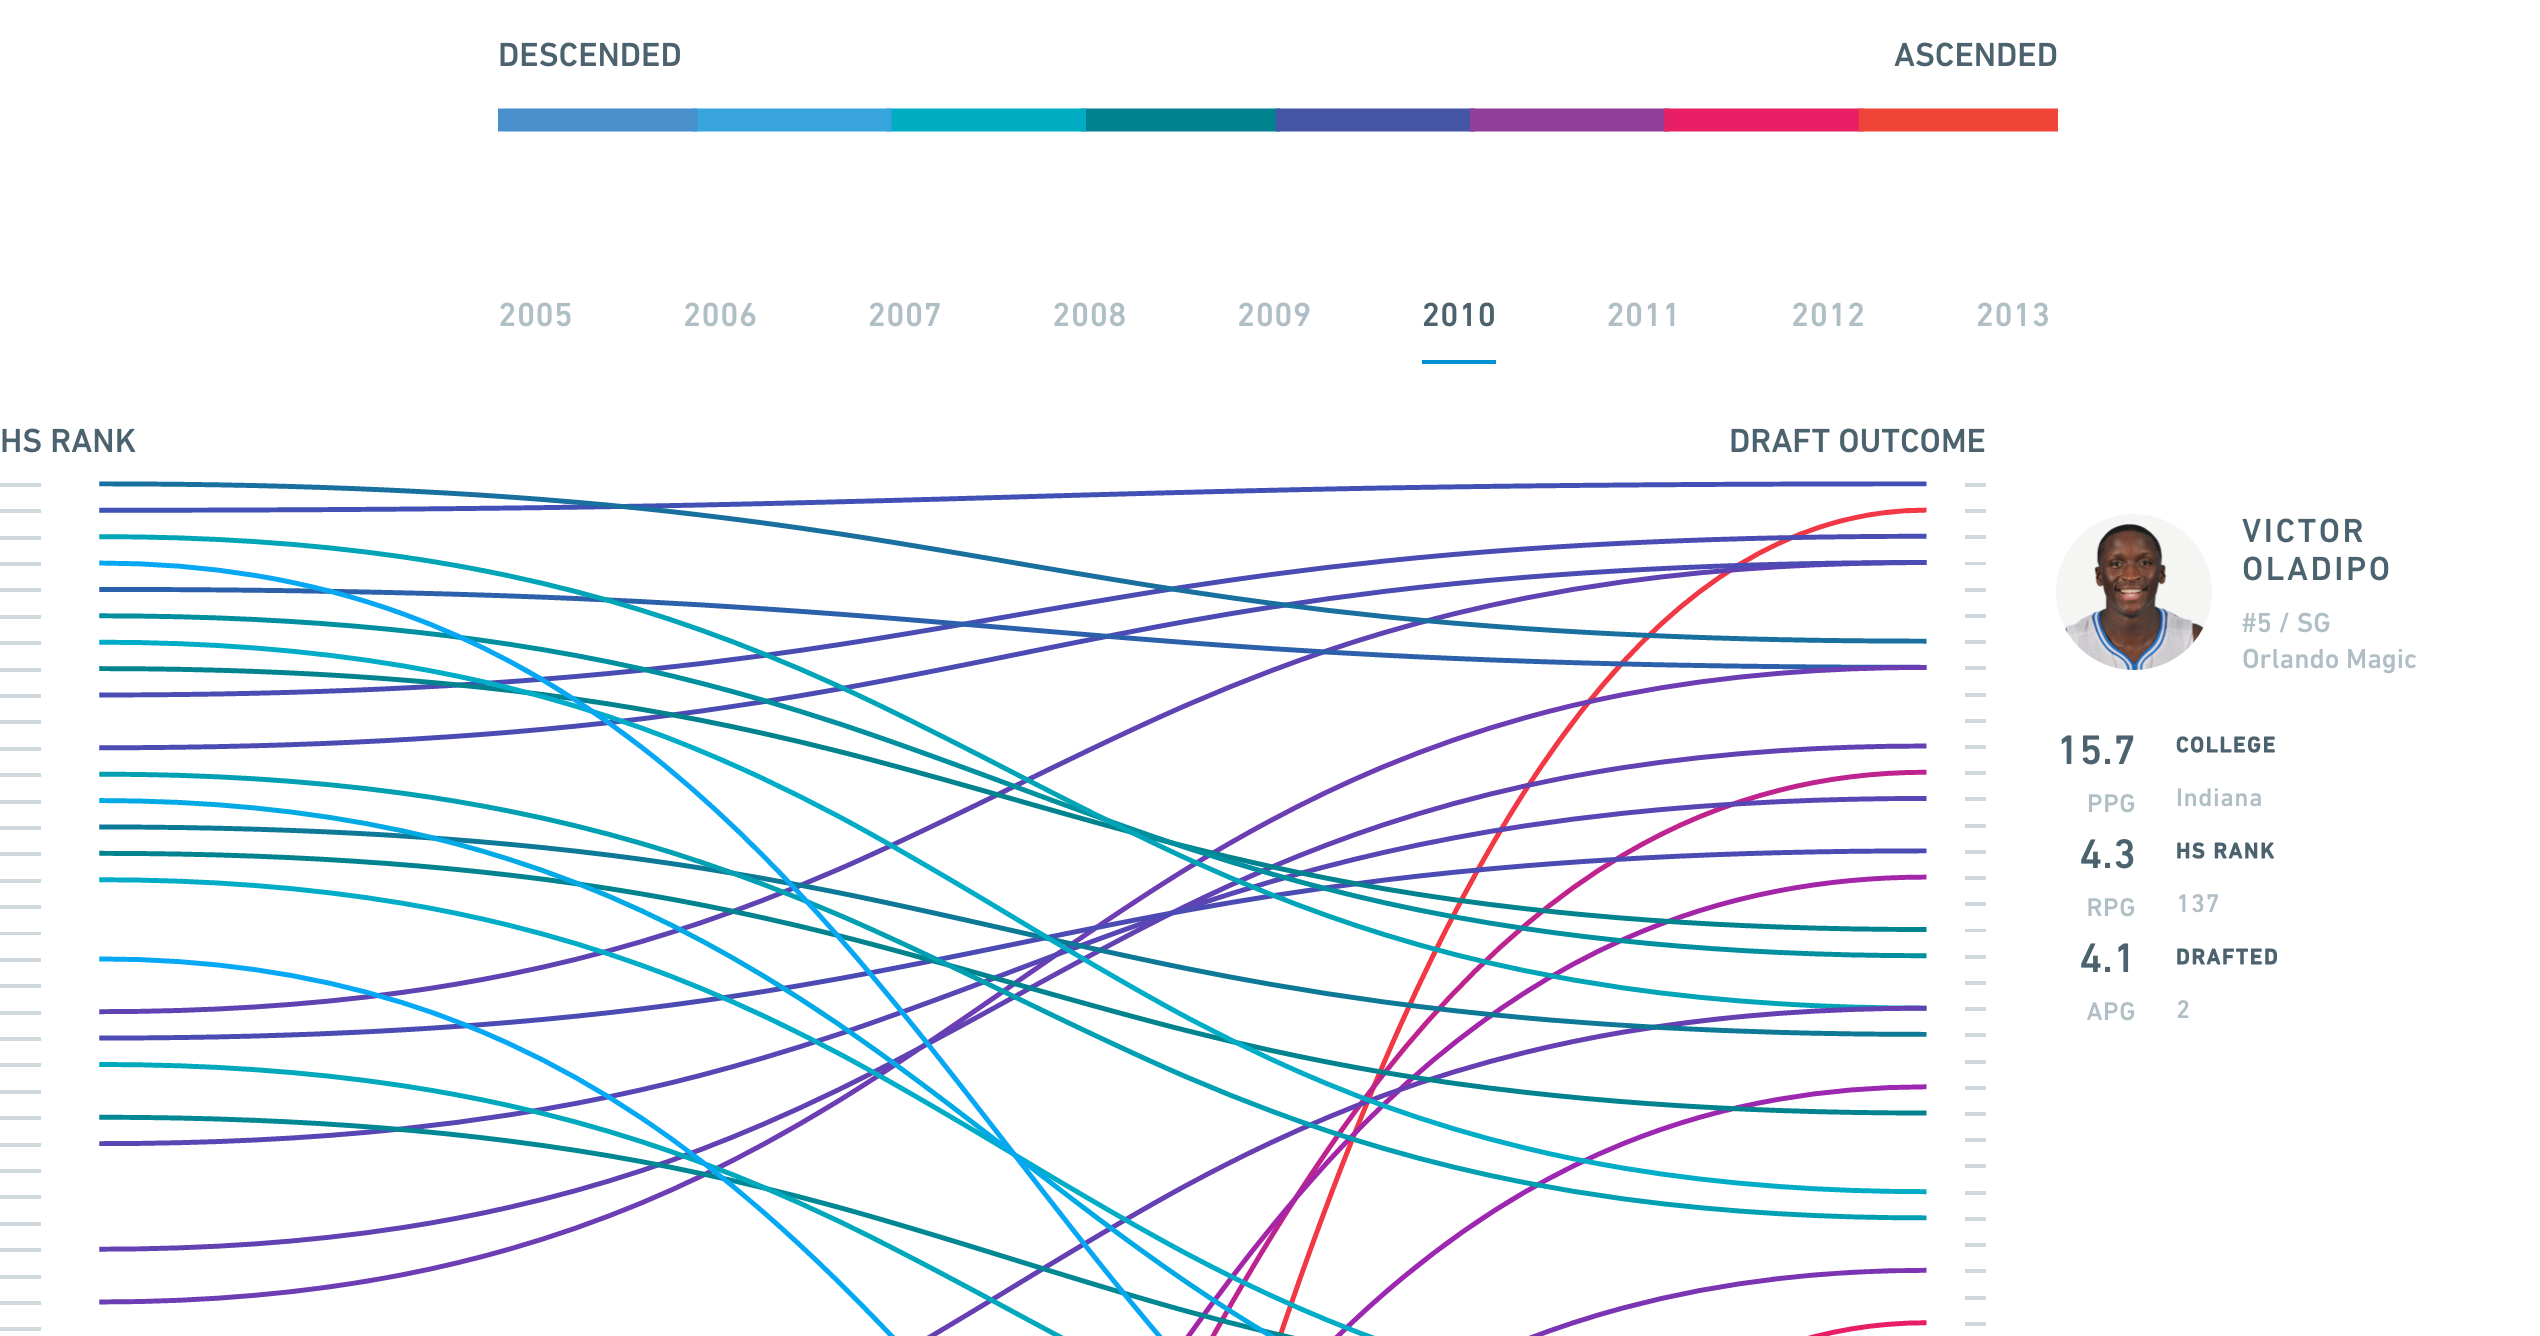 DESCENDED
ASCENDED
2005 2006 2007 2008 2009 2010 2011 2012 2013
HS RANK
DRAFT OUTCOME
VICTOR
OLADIPO
#5 / SG
Orlando Magic
15.7 COLLEGE
PPG Indiana
4.3 HS RANK
RPG 137
4.1 DRAFTED
APG 2